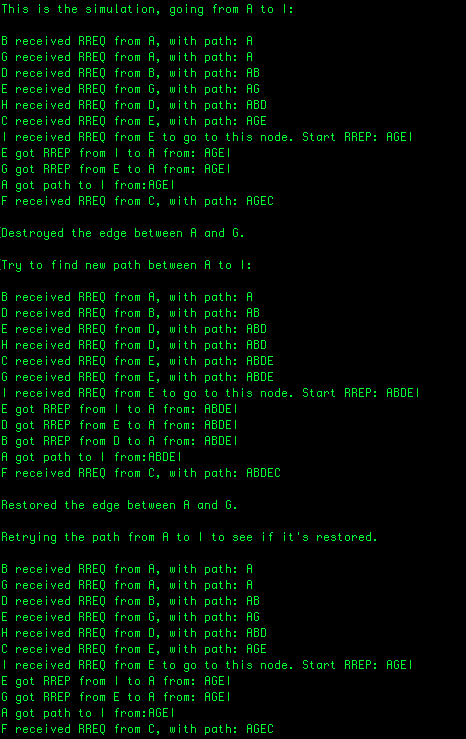 This is the simulation, going from A to I:
B received RREQ from A, with path: A
G received RREQ from A, with path: A
D received RREQ from B, with path: AB
E received RREQ from G, with path: AG
H received RREQ from D, with path: ABD
C received RREQ from E, with path: AGE
I received RREQ from E to go to this node. Start RREP: AGEI
E got RREP from I to A from: AGEI
G got RREP from E to A from: AGEI
A got path to I from:AGEI
F received RREQ from C, with path: AGEC
Destroyed the edge between A and G.
Try to find new path between A to I:
B received RREQ from A, with path: A
D received RREQ from B, with path: AB
E received RREQ from D, with path: ABD
H received RREQ from D, with path: ABD
C received RREQ from E, with path: ABDE
G received RREQ from E, with path: ABDE
I received RREQ from E to go to this node. Start RREP: ABDEI
E got RREP from I to A from: ABDEI
D got RREP from E to A from: ABDEI
B got RREP from D to A from: ABDEI
A got path to I from:ABDEI
F received RREQ from C, with path: ABDEC
Restored the edge between A and G.
Retrying the path from A to I to see if it's restored.
B received RREQ from A, with path: A
G received RREQ from A, with path: A
D received RREQ from B, with path: AB
E received RREQ from G, with path: AG
H received RREQ from D, with path: ABD
C received RREQ from E, with path: AGE
I received RREQ from E to go to this node. Start RREP: AGEI
E got RREP from I to A from: AGEI
G got RREP from E to A from: AGEI
A got path to I from:AGEI
F received RREQ from C, with path: AGEC